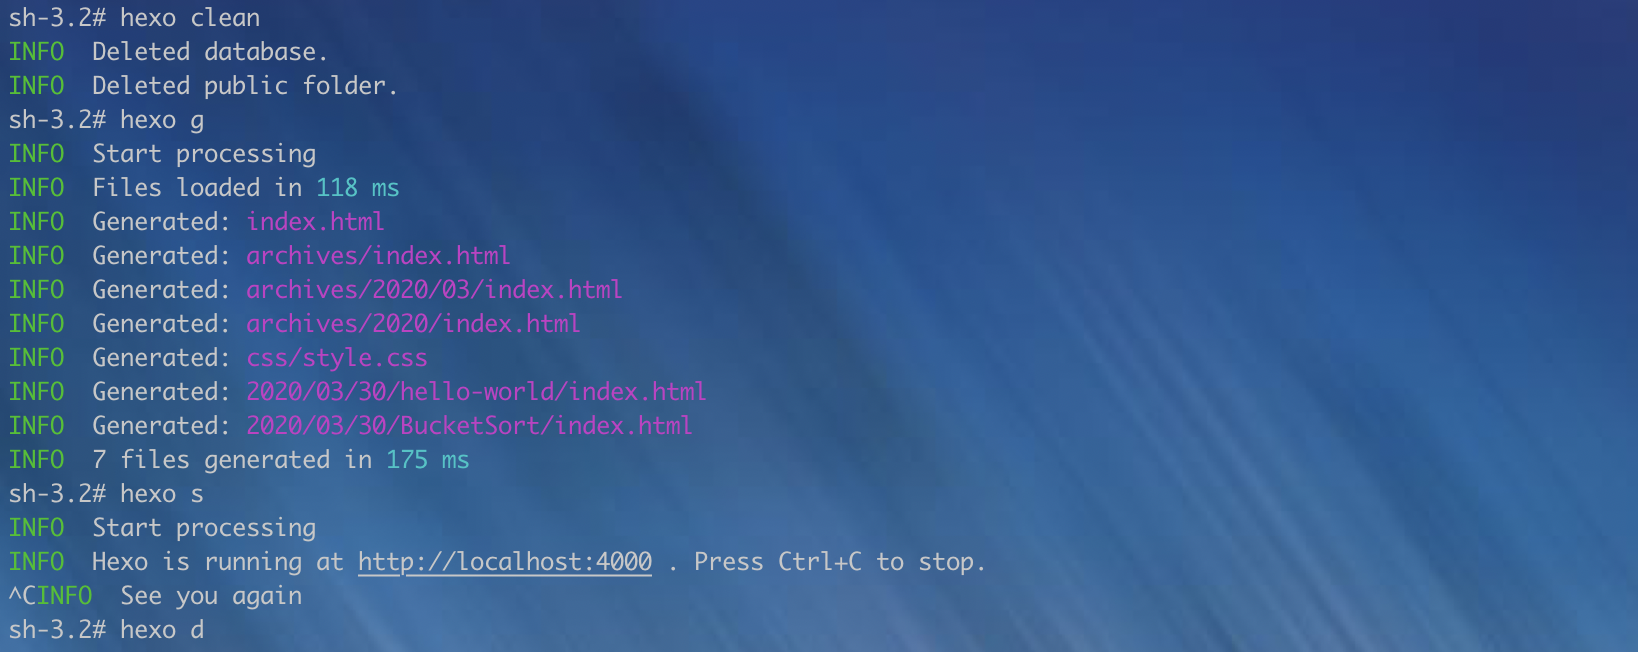 sh-3.2# hexo clean
INFO  Deleted database.
INFO  Deleted public folder.
sh-3.2# hexo g
INFO  Start processing
INFO  Files loaded in 118 ms
INFO  Generated: index.html
INFO  Generated: archives/index.html
INFO  Generated: archives/2020/03/index.html
INFO  Generated: archives/2020/index.html
INFO  Generated: css/style.css
INFO  Generated: 2020/03/30/hello-world/index.html
INFO  Generated: 2020/03/30/BucketSort/index.html
INFO  7 files generated in 175 ms
sh-3.2# hexo s
INFO  Start processing
INFO  Hexo is running at http://localhost:4000 . Press Ctrl+C to stop.
^CINFO  See you again
sh-3.2# hexo d